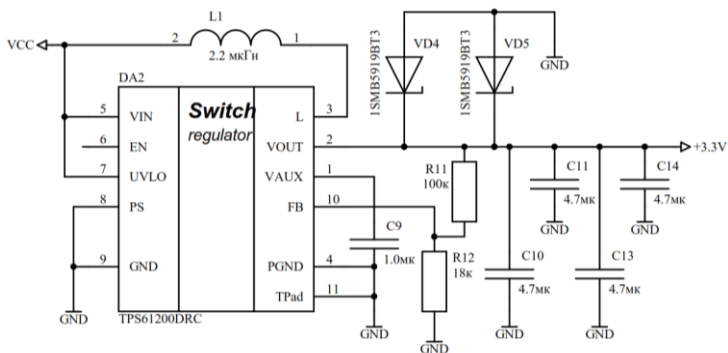 L1
VCC
2
1
2.2 мкГн
DA2
Switch
regulator
5
VIN
L
3
6
EN
VOUT
2
7
UVLO
VAUX
1
8
PS
FB
10
9
GND
PGND
4
TPad
11
TPS61200DRC
GND
C9
1.0мк
GND
R11
100к
R12
18к
GND
1SMB5919BT3
VD4
1SMB5919BT3
VD5
GND
+3.3V
C11
4.7мк
GND
C14
4.7мк
GND
C10
4.7мк
GND
C13
4.7мк
GND